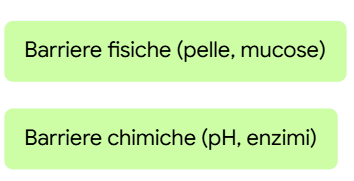 Barriere fisiche (pelle, mucose)
Barriere chimiche (pH, enzimi)